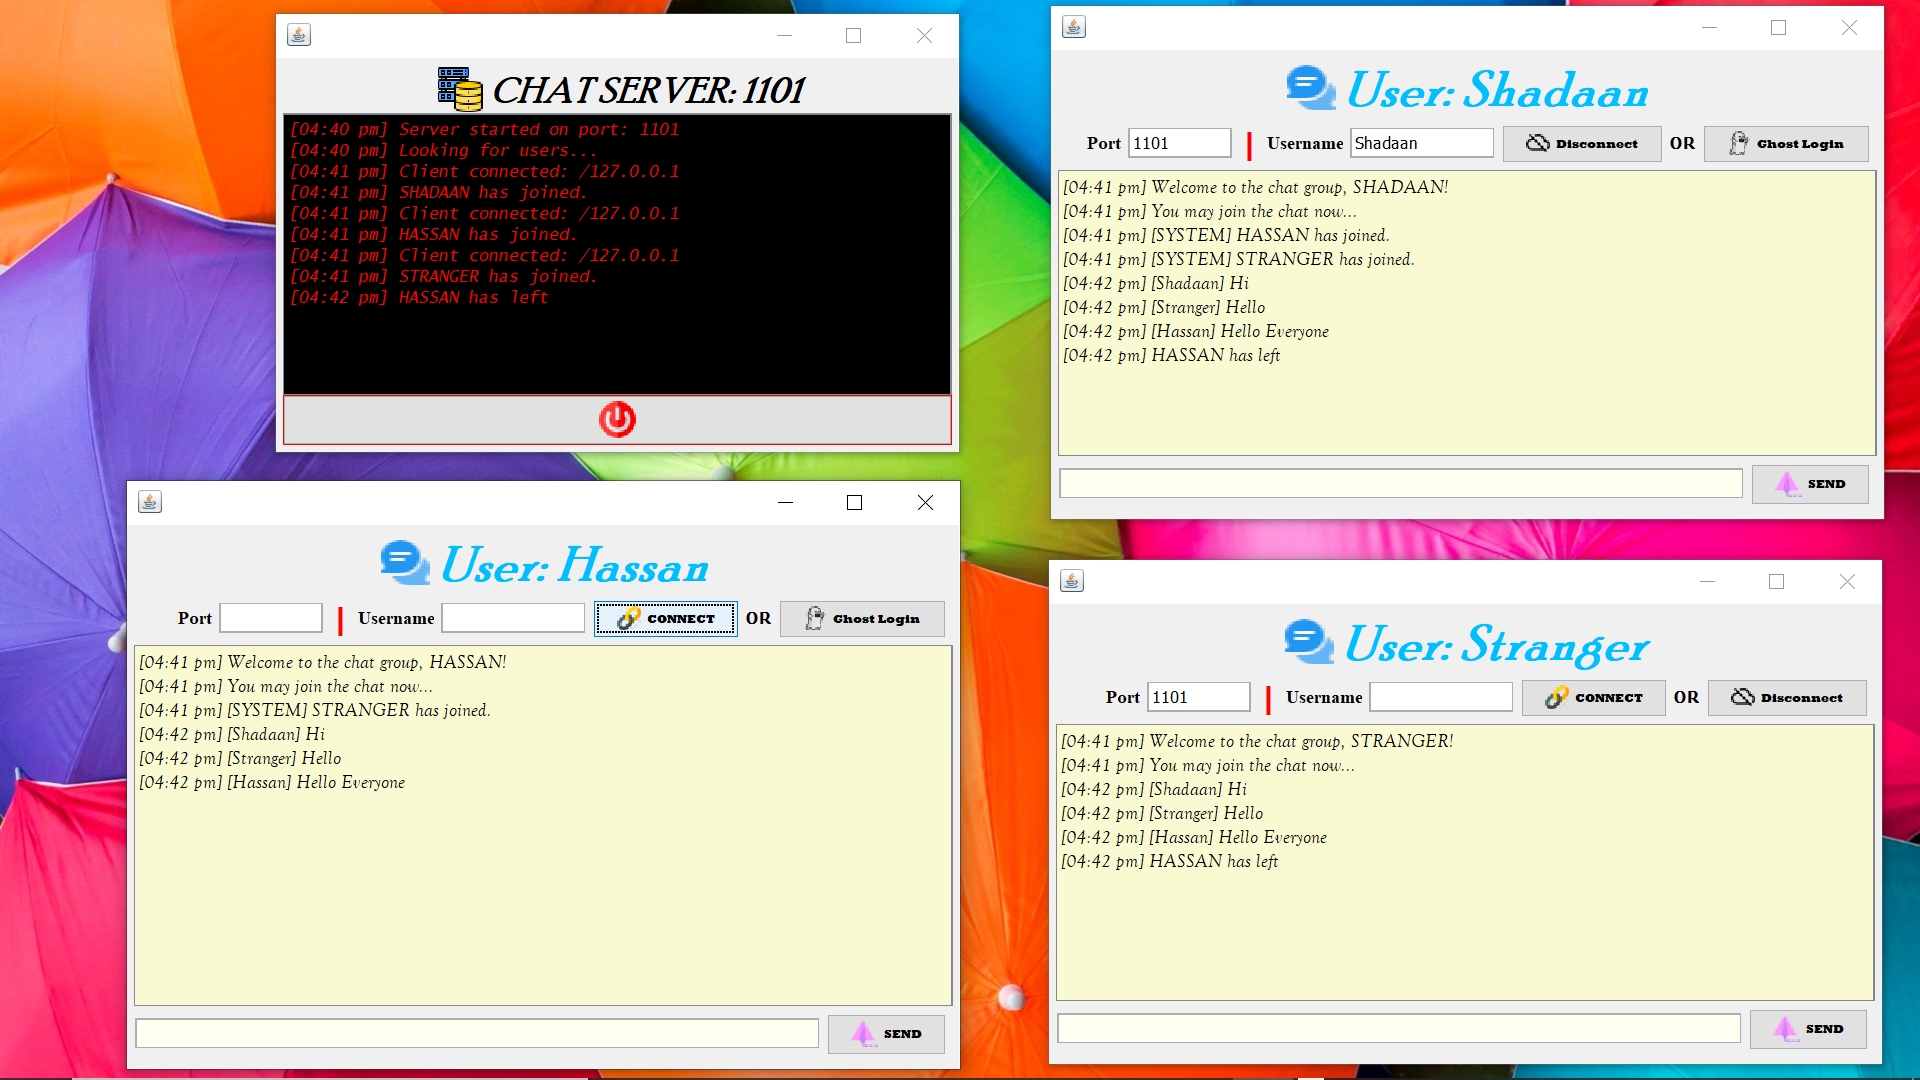 CHAT SERVER: 1101
[04:40 pm] Server started on port: 1101
[04:40 pm] Looking for users...
[04:41 pm] Client connected: /127.0.0.1
[04:41 pm] SHADAAN has joined.
[04:41 pm] Client connected: /127.0.0.1
[04:41 pm] HASSAN has joined.
[04:41 pm] Client connected: /127.0.0.1
[04:41 pm] STRANGER has joined.
[04:42 pm] HASSAN has left
User: Shadaan
Port 1101 | Username Shadaan Disconnect OR Ghost Login
[04:41 pm] Welcome to the chat group, SHADAAN!
[04:41 pm] You may join the chat now...
[04:41 pm] [SYSTEM] HASSAN has joined.
[04:41 pm] [SYSTEM] STRANGER has joined.
[04:42 pm] [Shadaan] Hi
[04:42 pm] [Stranger] Hello
[04:42 pm] [Hassan] Hello Everyone
[04:42 pm] HASSAN has left
SEND
User: Hassan
Port | Username CONNECT OR Ghost Login
[04:41 pm] Welcome to the chat group, HASSAN!
[04:41 pm] You may join the chat now...
[04:41 pm] [SYSTEM] STRANGER has joined.
[04:42 pm] [Shadaan] Hi
[04:42 pm] [Stranger] Hello
[04:42 pm] [Hassan] Hello Everyone
SEND
User: Stranger
Port 1101 | Username CONNECT OR Disconnect
[04:41 pm] Welcome to the chat group, STRANGER!
[04:41 pm] You may join the chat now...
[04:42 pm] [Shadaan] Hi
[04:42 pm] [Stranger] Hello
[04:42 pm] [Hassan] Hello Everyone
[04:42 pm] HASSAN has left
SEND